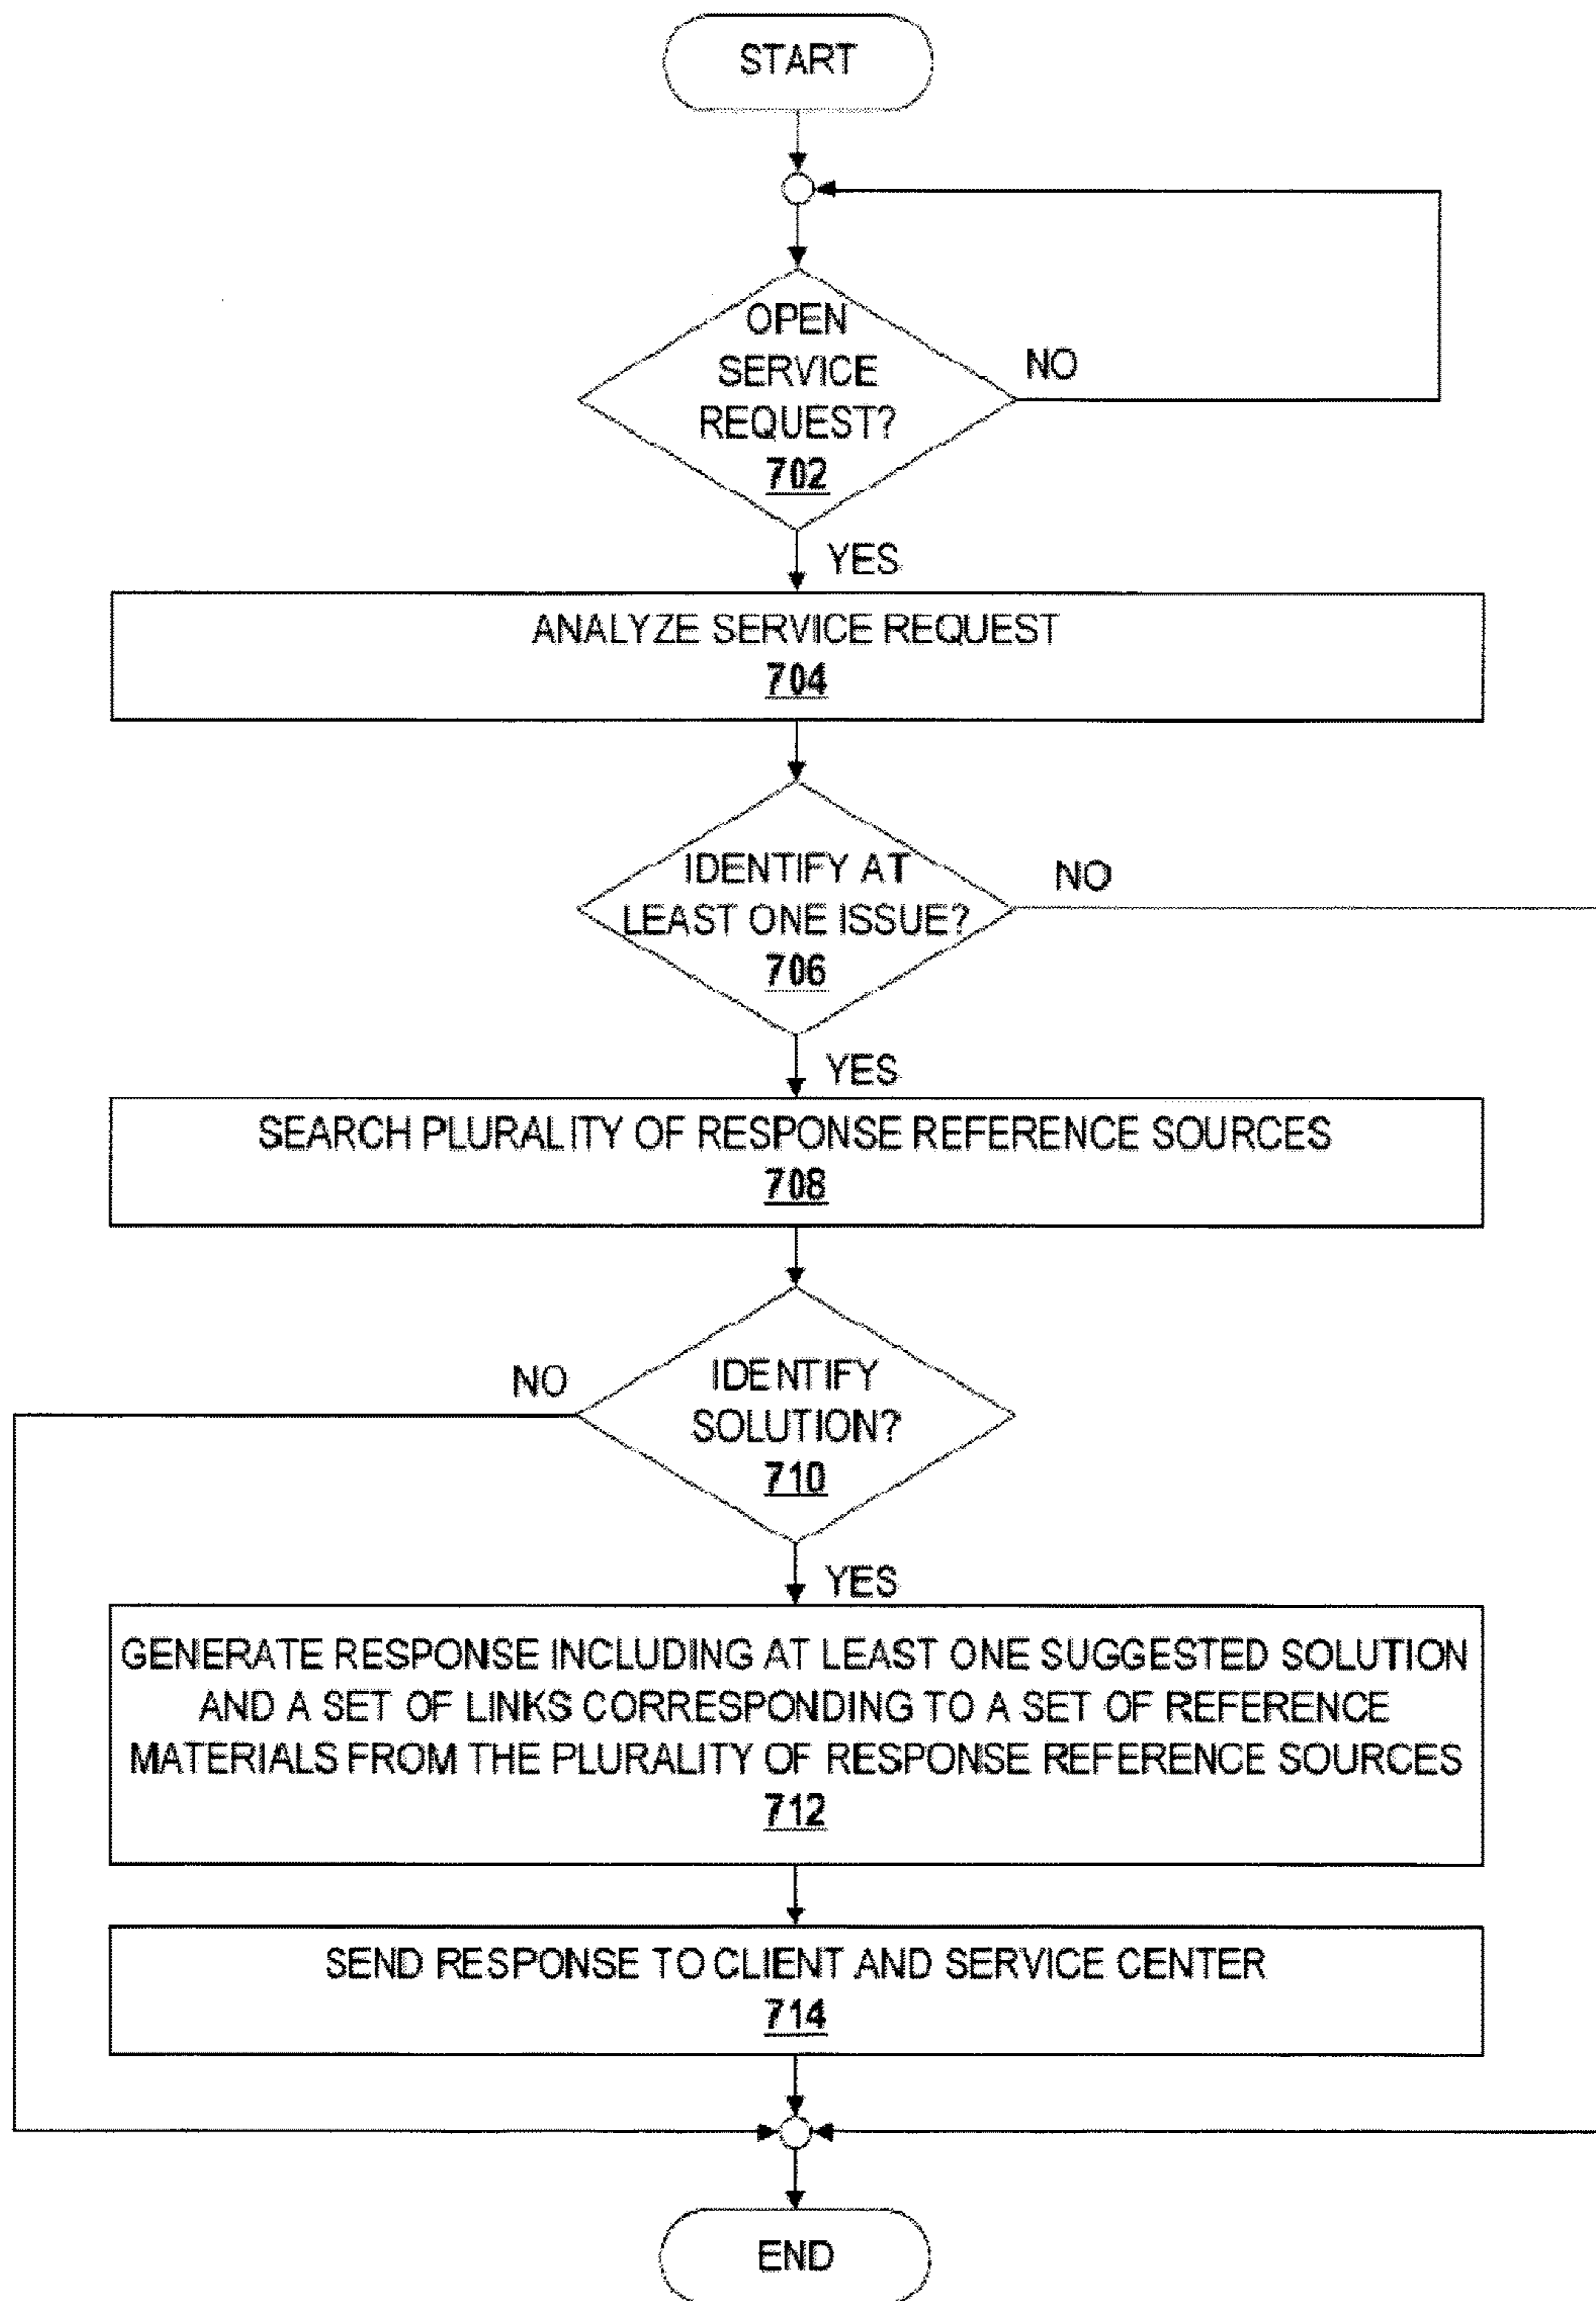 START
OPEN
SERVICE
REQUEST?
702
NO
YES
ANALYZE SERVICE REQUEST
704
IDENTIFY AT
LEAST ONE ISSUE?
706
NO
YES
SEARCH PLURALITY OF RESPONSE REFERENCE SOURCES
708
NO
IDENTIFY
SOLUTION?
710
YES
GENERATE RESPONSE INCLUDING AT LEAST ONE SUGGESTED SOLUTION
AND A SET OF LINKS CORRESPONDING TO A SET OF REFERENCE
MATERIALS FROM THE PLURALITY OF RESPONSE REFERENCE SOURCES
712
SEND RESPONSE TO CLIENT AND SERVICE CENTER
714
END